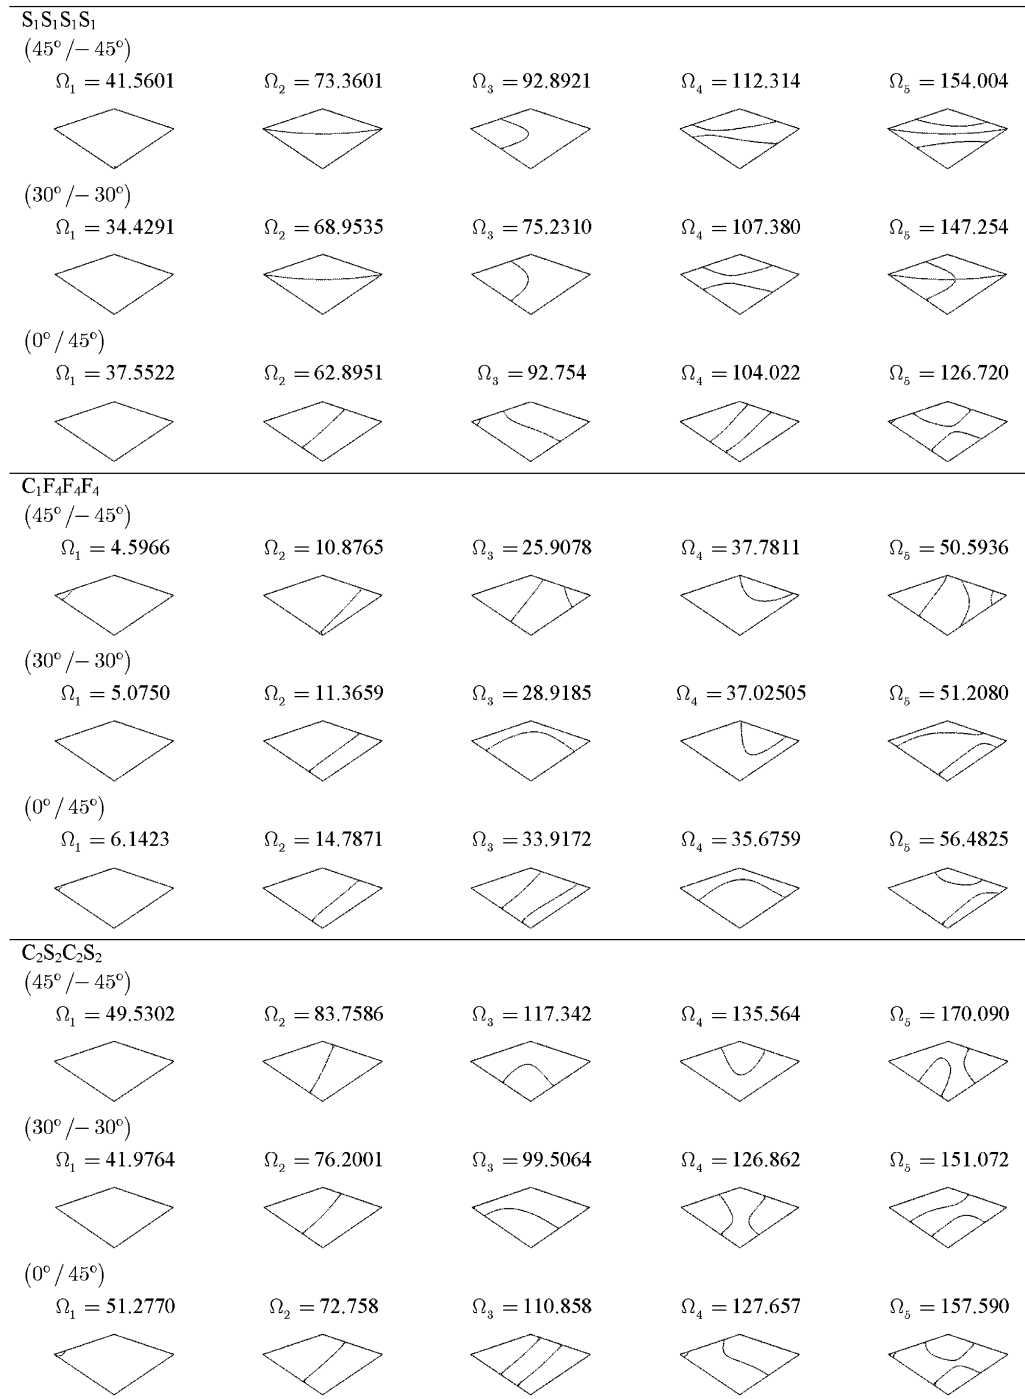 S₁S₁S₁S₁
(45°/− 45°)
Ω₁ = 41.5601 Ω₂ = 73.3601 Ω₃ = 92.8921 Ω₄ = 112.314 Ω₅ = 154.004
(30°/− 30°)
Ω₁ = 34.4291 Ω₂ = 68.9535 Ω₃ = 75.2310 Ω₄ = 107.380 Ω₅ = 147.254
(0° / 45°)
Ω₁ = 37.5522 Ω₂ = 62.8951 Ω₃ = 92.754 Ω₄ = 104.022 Ω₅ = 126.720
C₁F₄F₄F₄
(45°/− 45°)
Ω₁ = 4.5966 Ω₂ = 10.8765 Ω₃ = 25.9078 Ω₄ = 37.7811 Ω₅ = 50.5936
(30°/− 30°)
Ω₁ = 5.0750 Ω₂ = 11.3659 Ω₃ = 28.9185 Ω₄ = 37.02505 Ω₅ = 51.2080
(0° / 45°)
Ω₁ = 6.1423 Ω₂ = 14.7871 Ω₃ = 33.9172 Ω₄ = 35.6759 Ω₅ = 56.4825
C₂S₂C₂S₂
(45°/− 45°)
Ω₁ = 49.5302 Ω₂ = 83.7586 Ω₃ = 117.342 Ω₄ = 135.564 Ω₅ = 170.090
(30°/− 30°)
Ω₁ = 41.9764 Ω₂ = 76.2001 Ω₃ = 99.5064 Ω₄ = 126.862 Ω₅ = 151.072
(0° / 45°)
Ω₁ = 51.2770 Ω₂ = 72.758 Ω₃ = 110.858 Ω₄ = 127.657 Ω₅ = 157.590